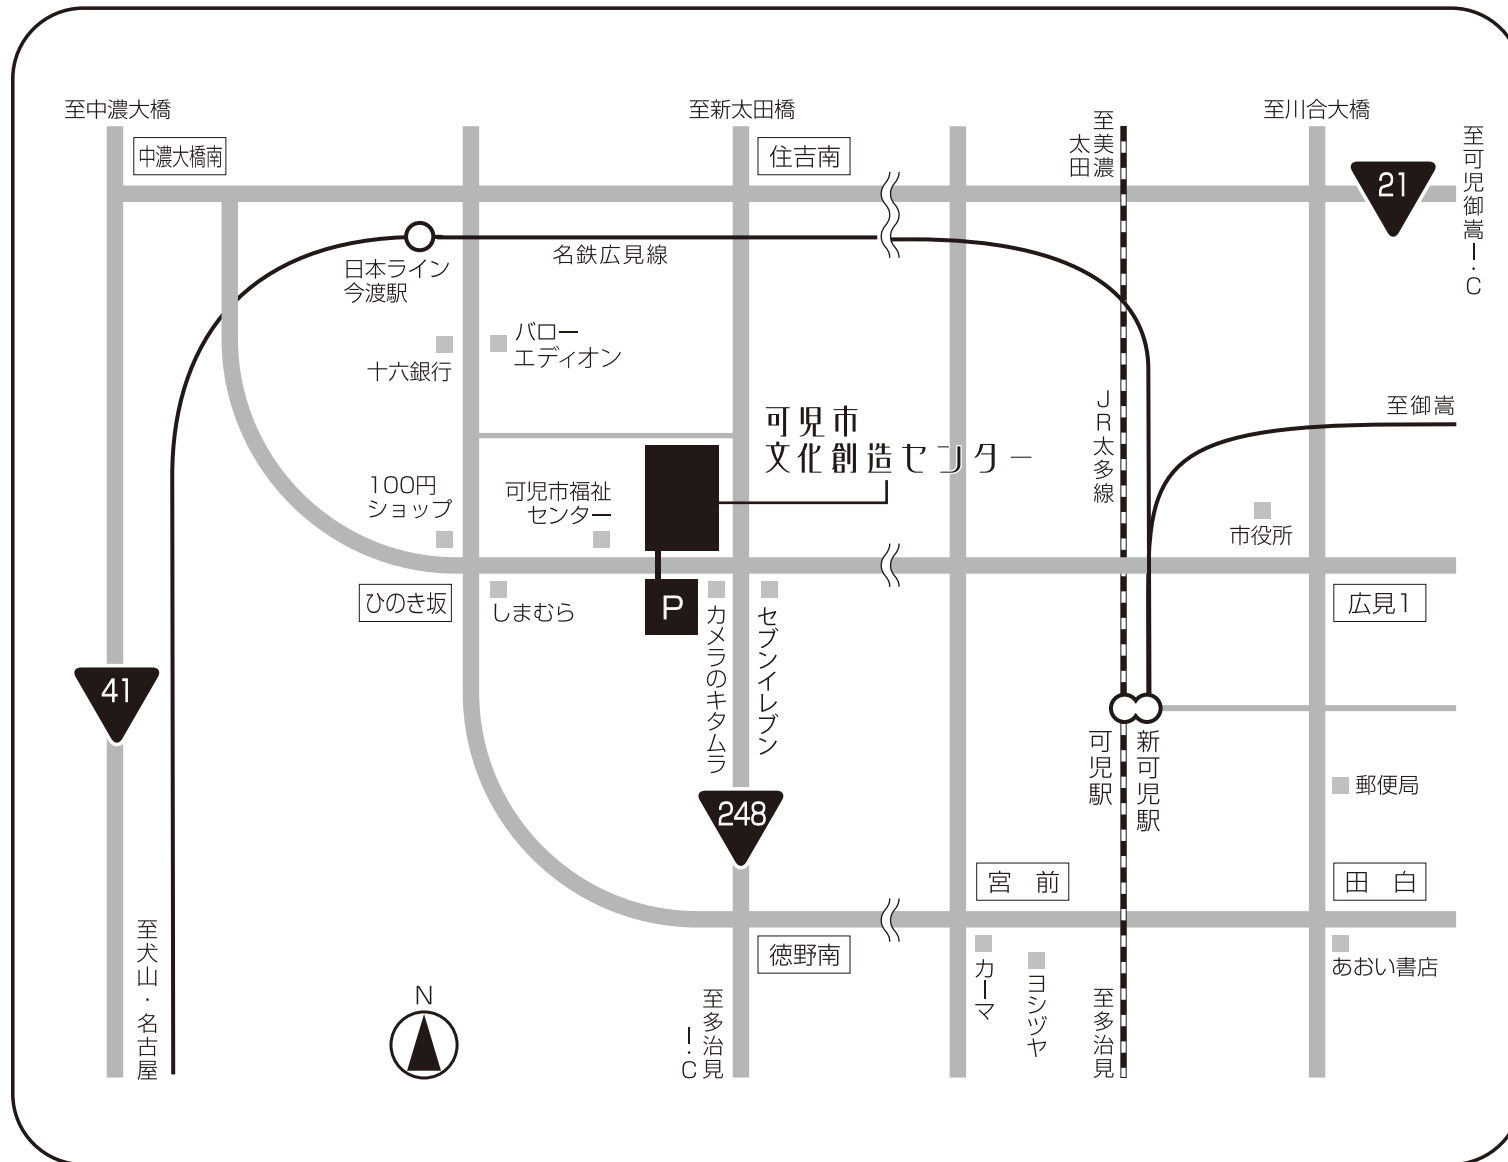 至中濃大橋
至新太田橋
至川合大橋
中濃大橋南
住吉南
至美濃
太田
21
至可児御嵩I・C
日本ライン
今渡駅
名鉄広見線
十六銀行
バロー
エディオン
可児市
文化創造センター
JR太多線
至御嵩
100円
ショップ
可児市福祉
センター
市役所
ひのき坂
しまむら
P
カメラのキタムラ
セブンイレブン
広見1
41
248
可児駅
新可児駅
郵便局
宮 前
田 白
徳野南
カーマ
ヨシヅヤ
あおい書店
至犬山・名古屋
N
至多治見
I・C
至多治見